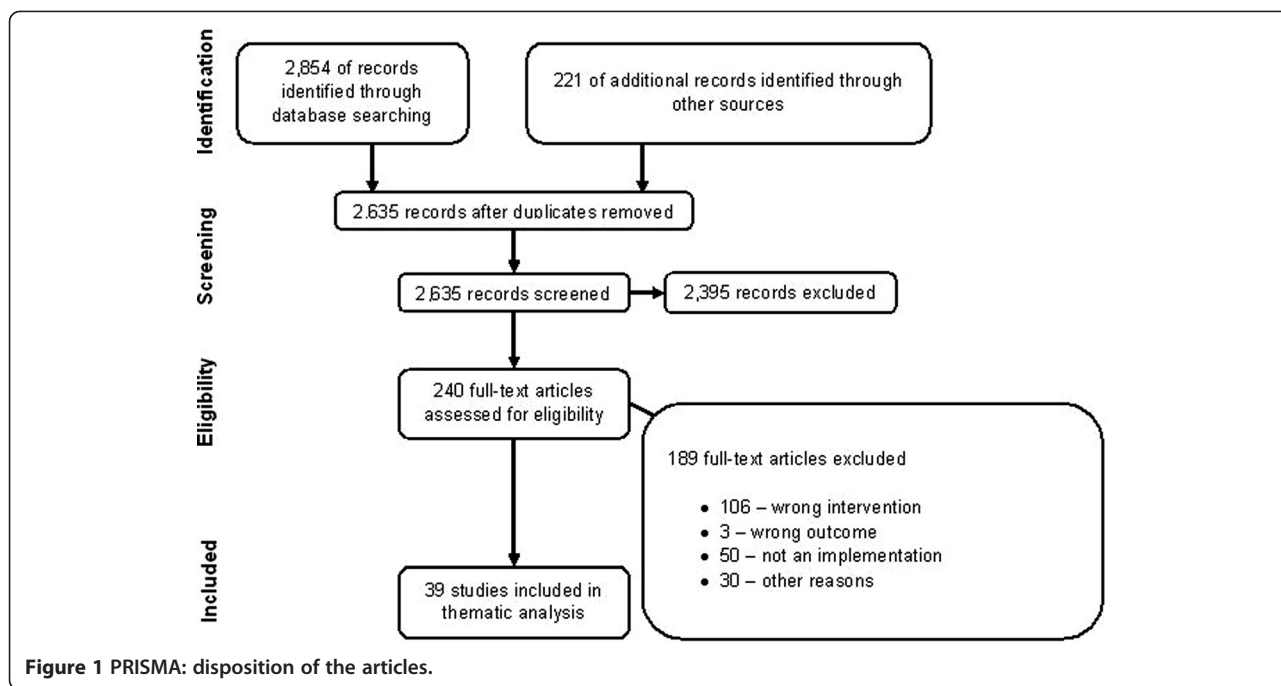 Identification
2,854 of records
identified through
database searching
221 of additional records identified through
other sources
Screening
2.635 records after duplicates removed
2,635 records screened
2,395 records excluded
Eligibility
240 full-text articles
assessed for eligibility
189 full-text articles excluded
• 106 – wrong intervention
• 3 – wrong outcome
• 50 – not an implementation
• 30 – other reasons
Included
39 studies included in
thematic analysis
Figure 1 PRISMA: disposition of the articles.